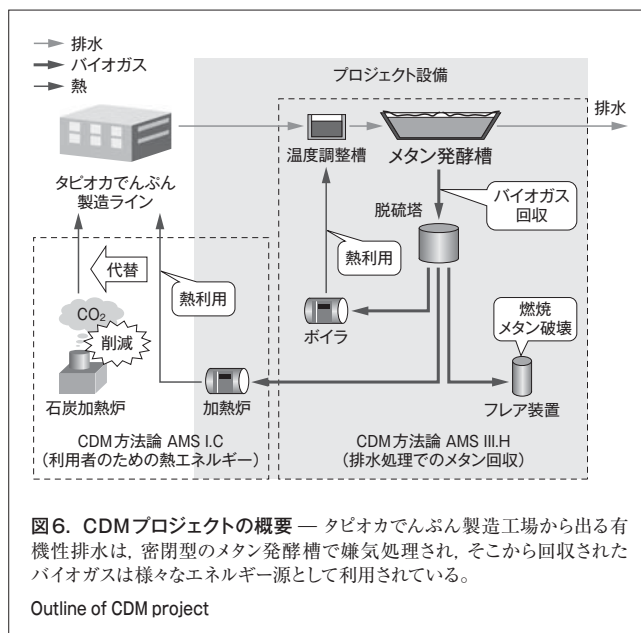 排水
バイオガス
熱
プロジェクト設備
排水
温度調整槽
メタン発酵槽
タピオカでんぷん
製造ライン
脱硫塔
バイオガス
回収
代替
熱利用
熱利用
CO₂
削減
ボイラ
燃焼
メタン破壊
石炭加熱炉
加熱炉
フレア装置
CDM方法論 AMS I.C
(利用者のための熱エネルギー)
CDM方法論 AMS III.H
(排水処理でのメタン回収)
図6. CDMプロジェクトの概要 — タピオカでんぷん製造工場から出る有
機性排水は,密閉型のメタン発酵槽で嫌気処理され,そこから回収された
バイオガスは様々なエネルギー源として利用されている。
Outline of CDM project